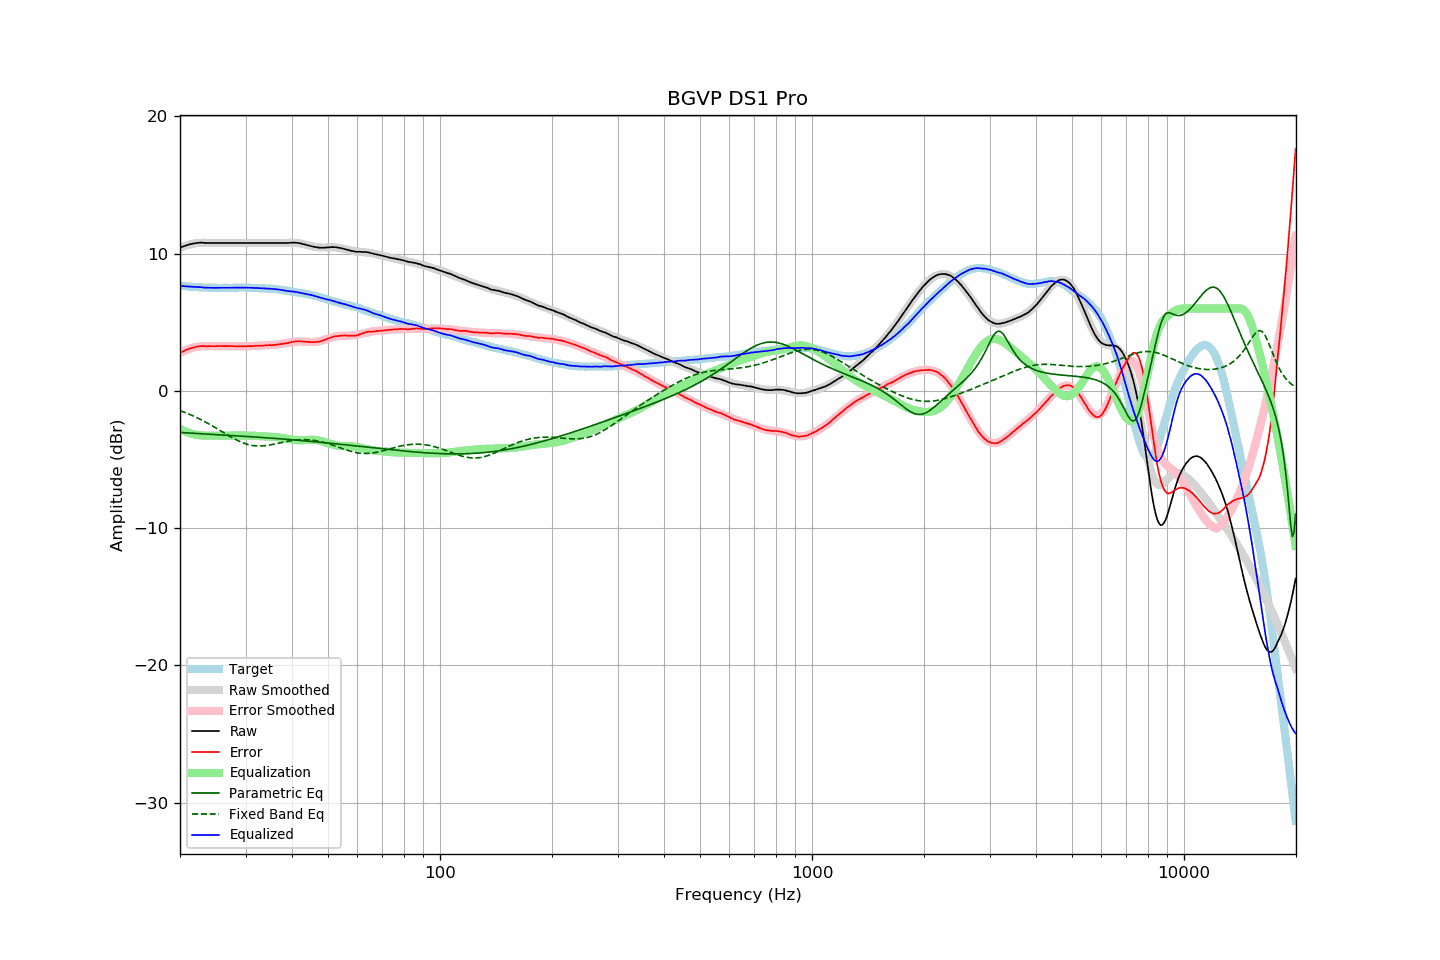 BGVP DS1 Pro
Amplitude (dBr)
20
10
0
−10
−20
−30
Target
Raw Smoothed
Error Smoothed
Raw
Error
Equalization
Parametric Eq
Fixed Band Eq
Equalized
100
1000
10000
Frequency (Hz)